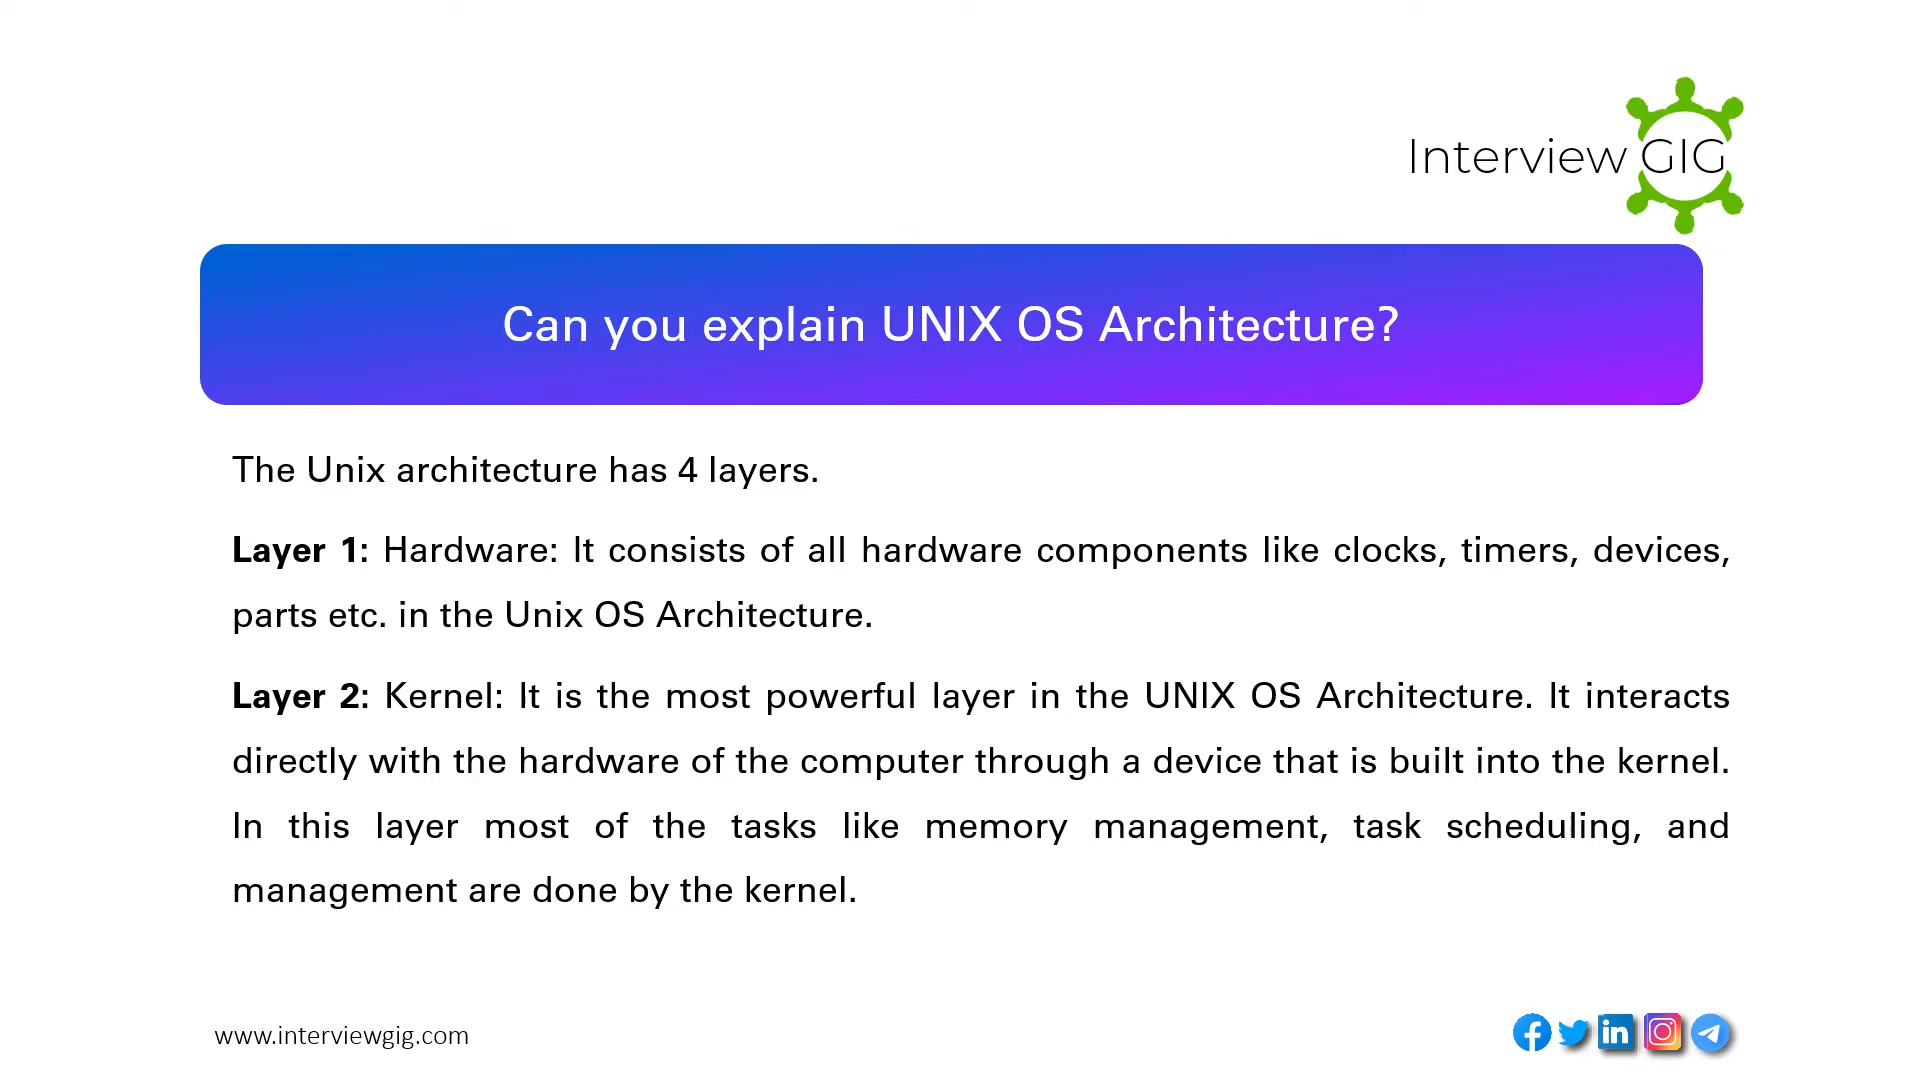 Interview GIG
Can you explain UNIX OS Architecture?
The Unix architecture has 4 layers.
Layer 1: Hardware: It consists of all hardware components like clocks, timers, devices,
parts etc. in the Unix OS Architecture.
Layer 2: Kernel: It is the most powerful layer in the UNIX OS Architecture. It interacts
directly with the hardware of the computer through a device that is built into the kernel.
In this layer most of the tasks like memory management, task scheduling, and
management are done by the kernel.
www.interviewgig.com